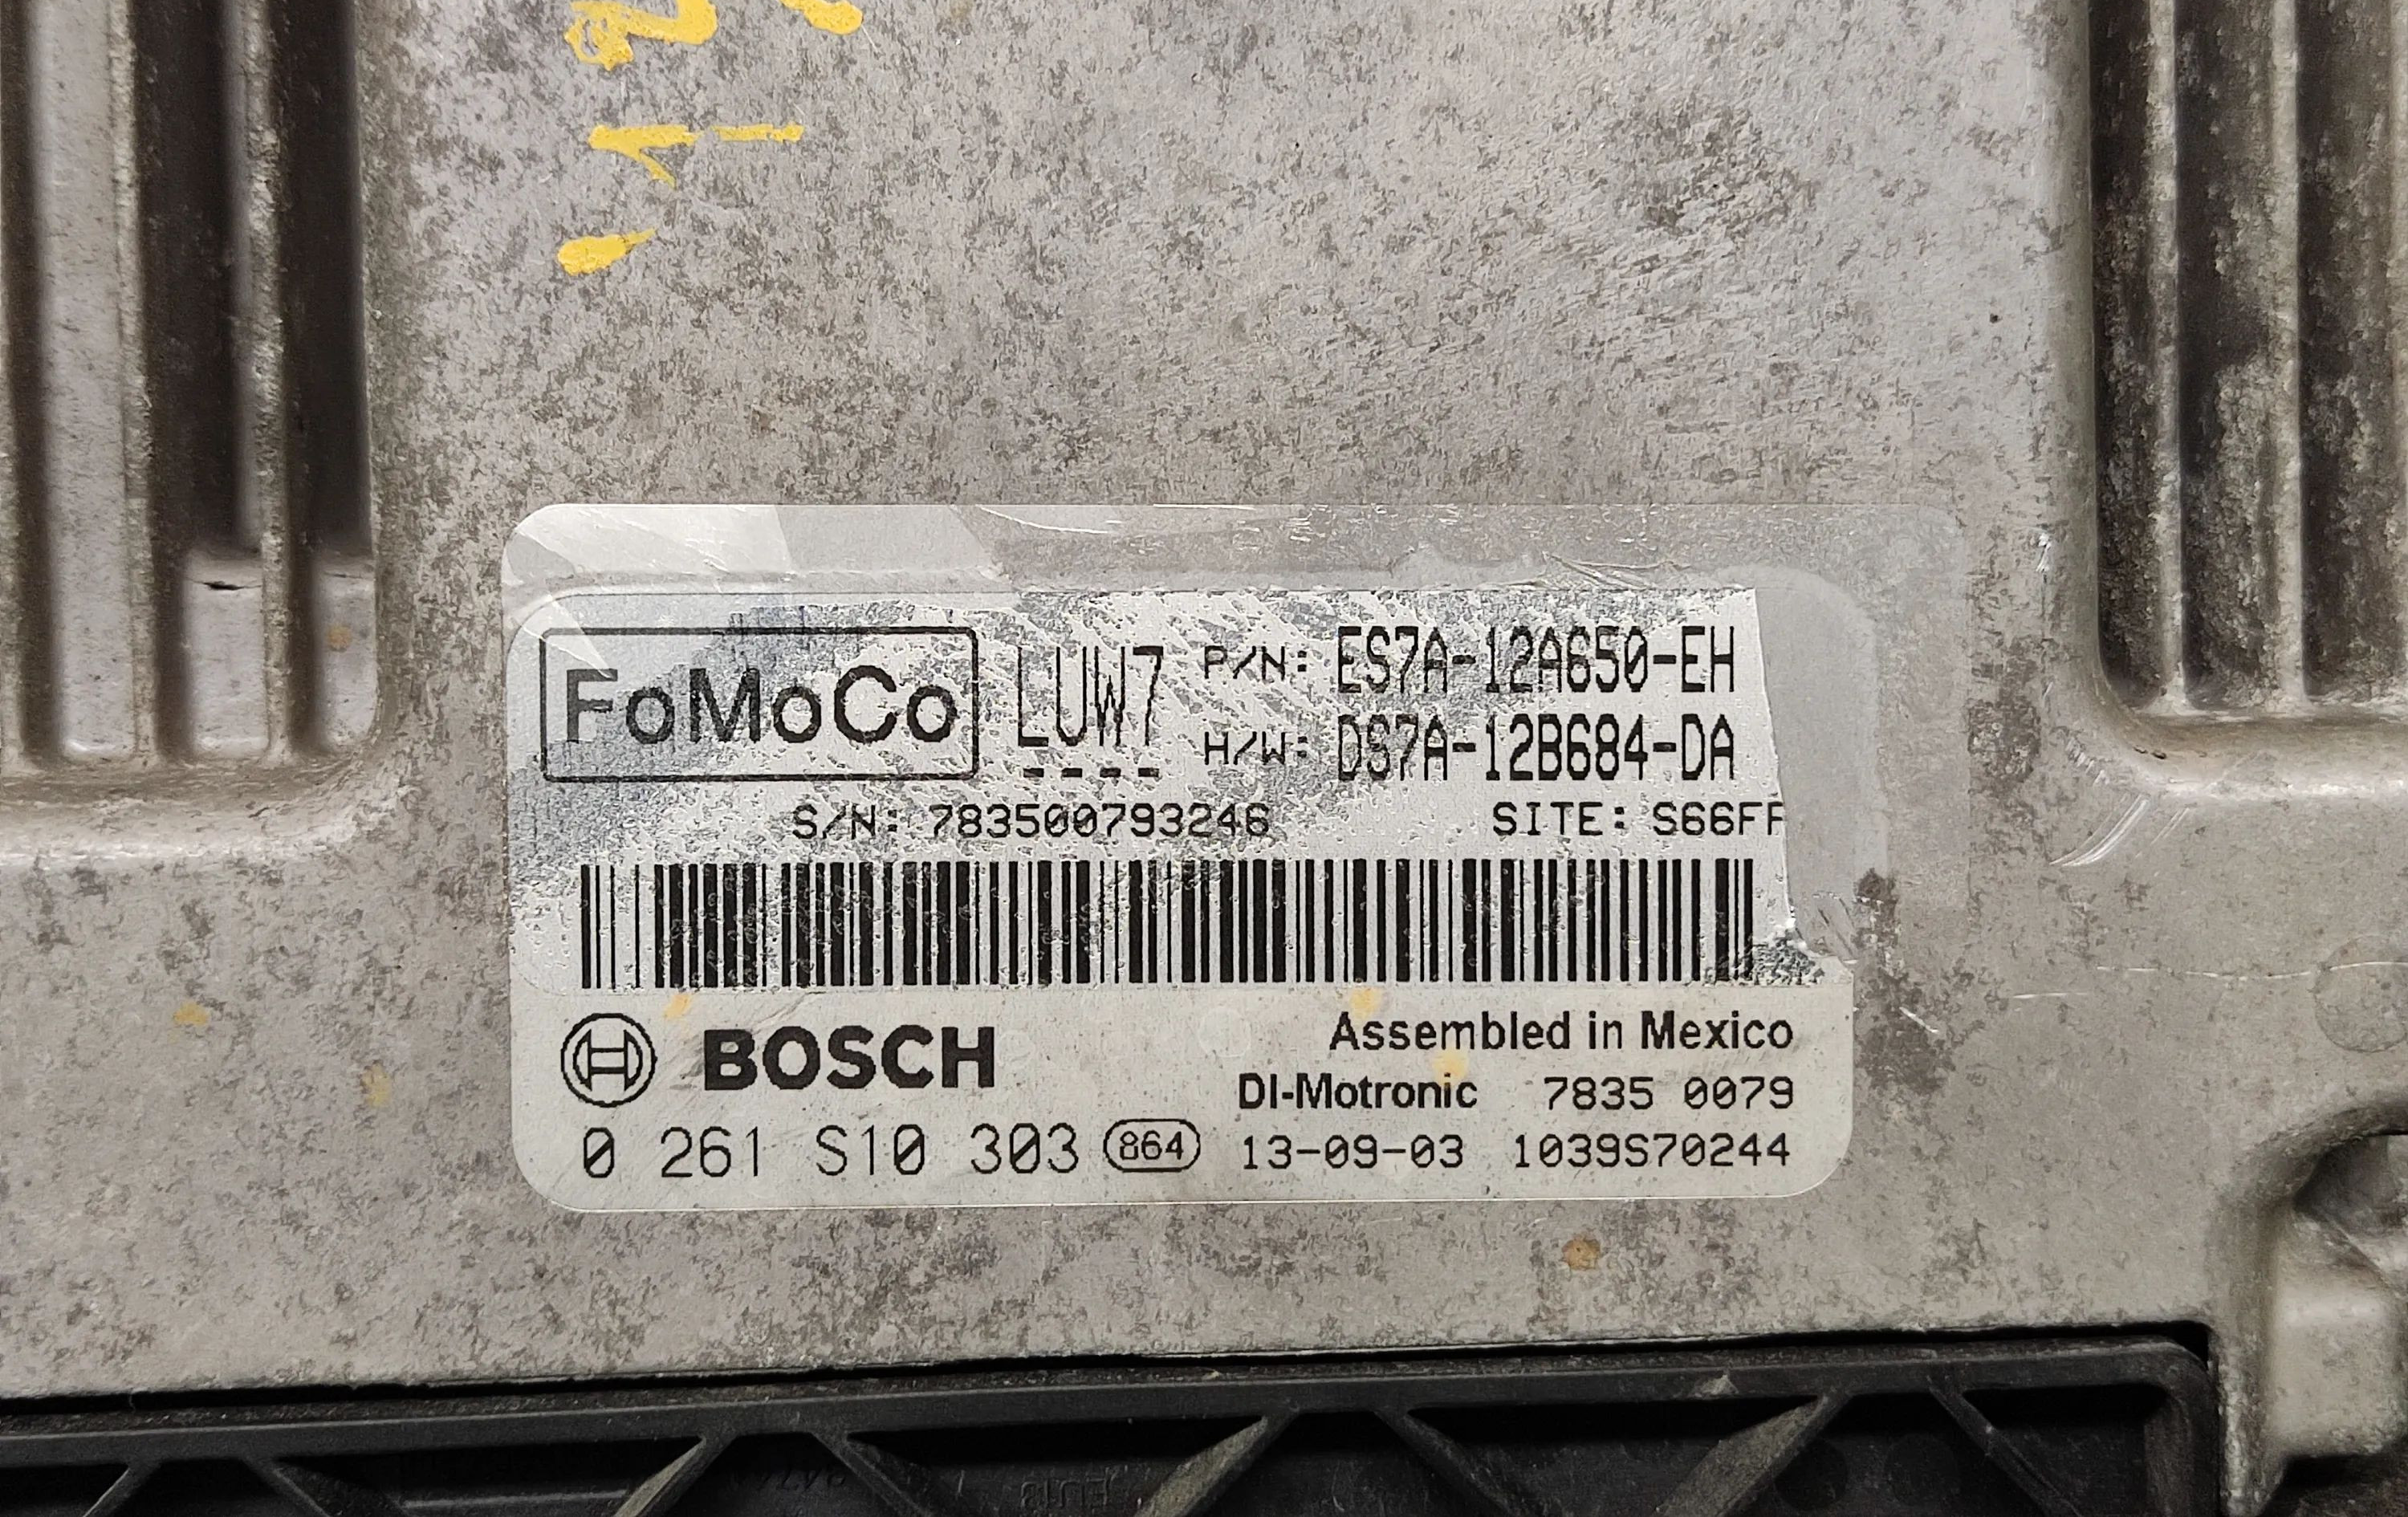 FoMoCo LUW7 P/N: ES7A-12A650-EH
H/W: DS7A-12B684-DA
S/N: 783500793246 SITE: S66FF
BOSCH Assembled in Mexico
DI-Motronic 7835 0079
0 261 S10 303 864 13-09-03 1039S70244